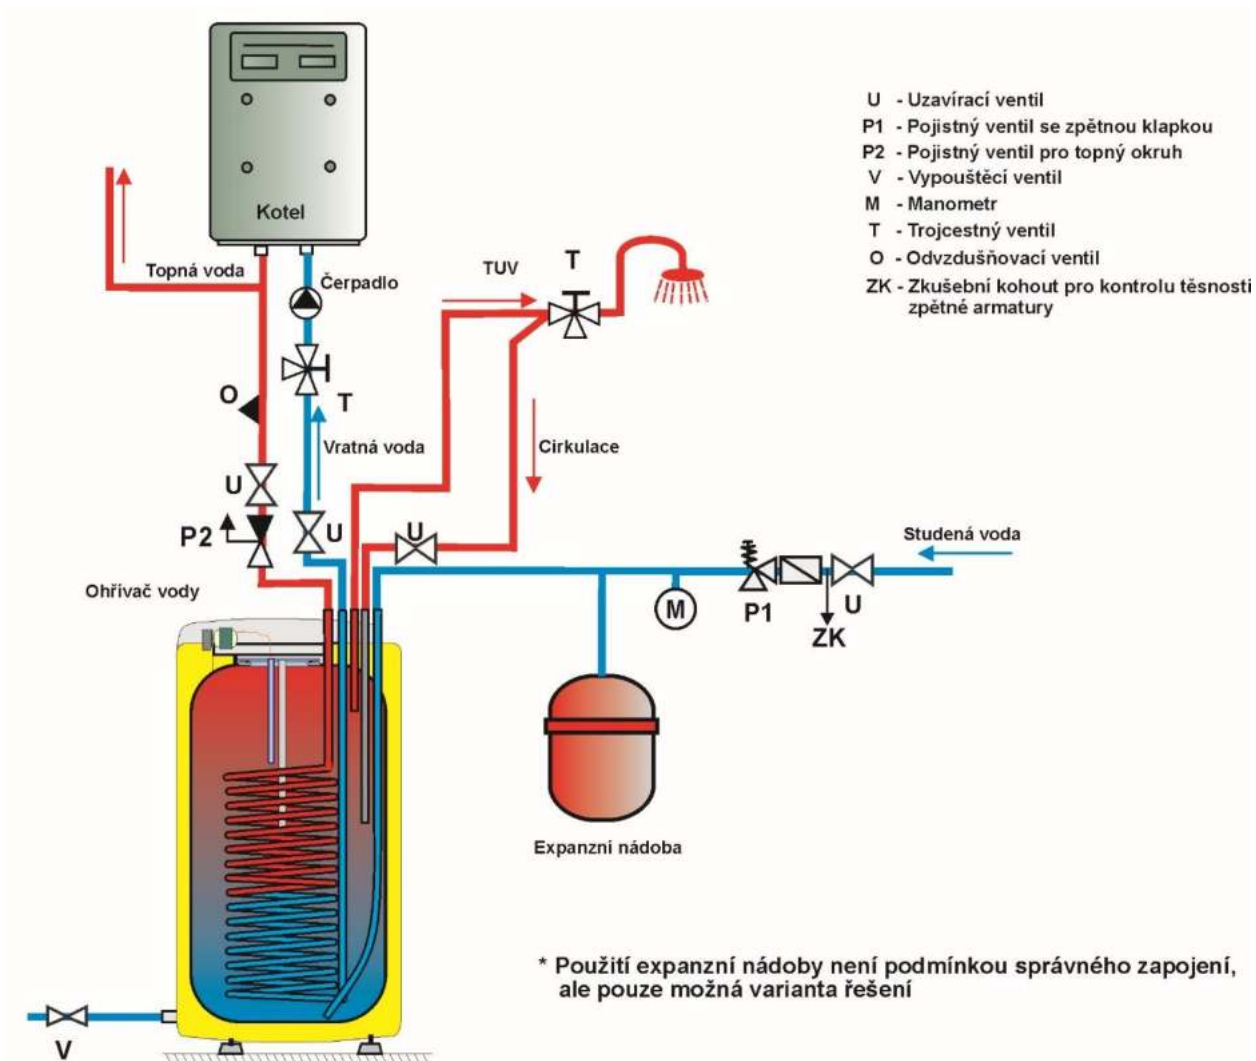 Kotel
U - Uzavírací ventil
P1 - Pojistný ventil se zpětnou klapkou
P2 - Pojistný ventil pro topný okruh
V - Vypouštěcí ventil
M - Manometr
T - Trojcestný ventil
O - Odvzdušňovací ventil
ZK - Zkušební kohout pro kontrolu těsnosti
zpětné armatury
Topná voda
Čerpadlo
TUV
T
O
T
Vratná voda
Cirkulace
U
P2
U
U
Studená voda
Ohřívač vody
M
P1
U
ZK
Expanzní nádoba
* Použití expanzní nádoby není podmínkou správného zapojení,
ale pouze možná varianta řešení
V